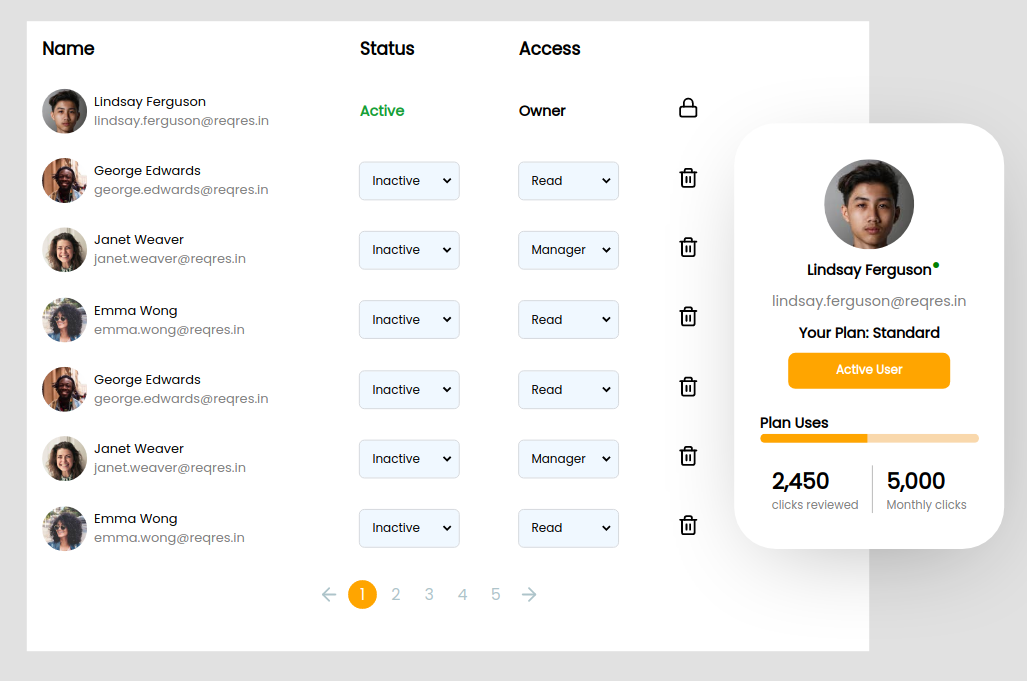 Name Status Access
Lindsay Ferguson
lindsay.ferguson@reqres.in
Active Owner
George Edwards
george.edwards@reqres.in
Inactive Read
Janet Weaver
janet.weaver@reqres.in
Inactive Manager
Emma Wong
emma.wong@reqres.in
Inactive Read
George Edwards
george.edwards@reqres.in
Inactive Read
Janet Weaver
janet.weaver@reqres.in
Inactive Manager
Emma Wong
emma.wong@reqres.in
Inactive Read
1 2 3 4 5
Lindsay Ferguson
lindsay.ferguson@reqres.in
Your Plan: Standard
Active User
Plan Uses
2,450 5,000
clicks reviewed Monthly clicks